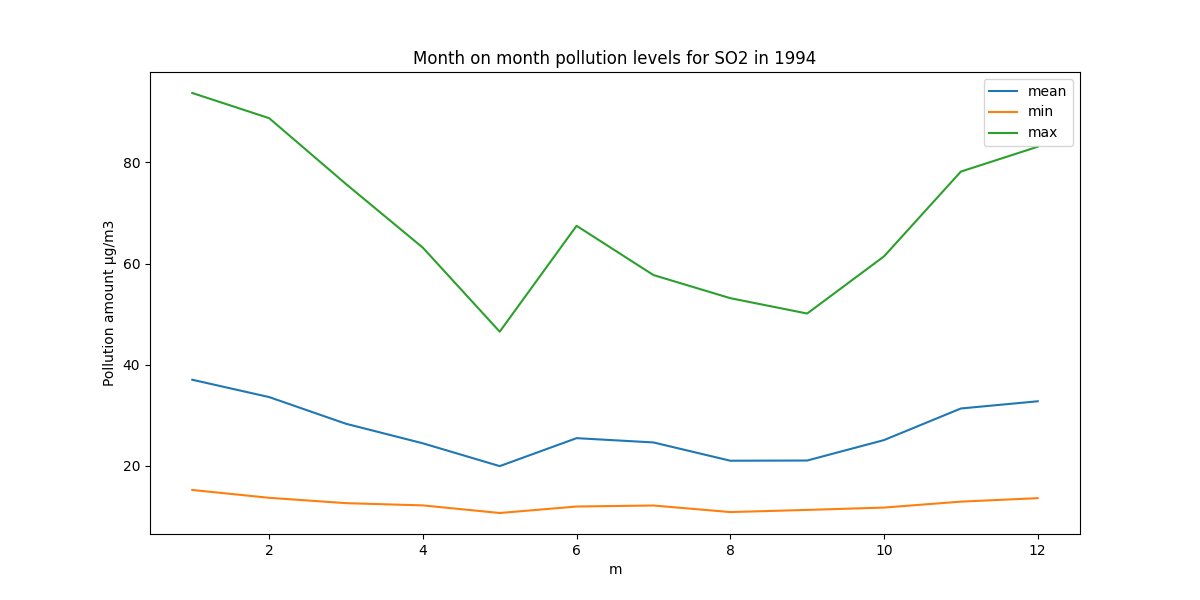 Month on month pollution levels for SO2 in 1994
mean
min
max
80
60
40
20
Pollution amount µg/m3
2 4 6 8 10 12
m